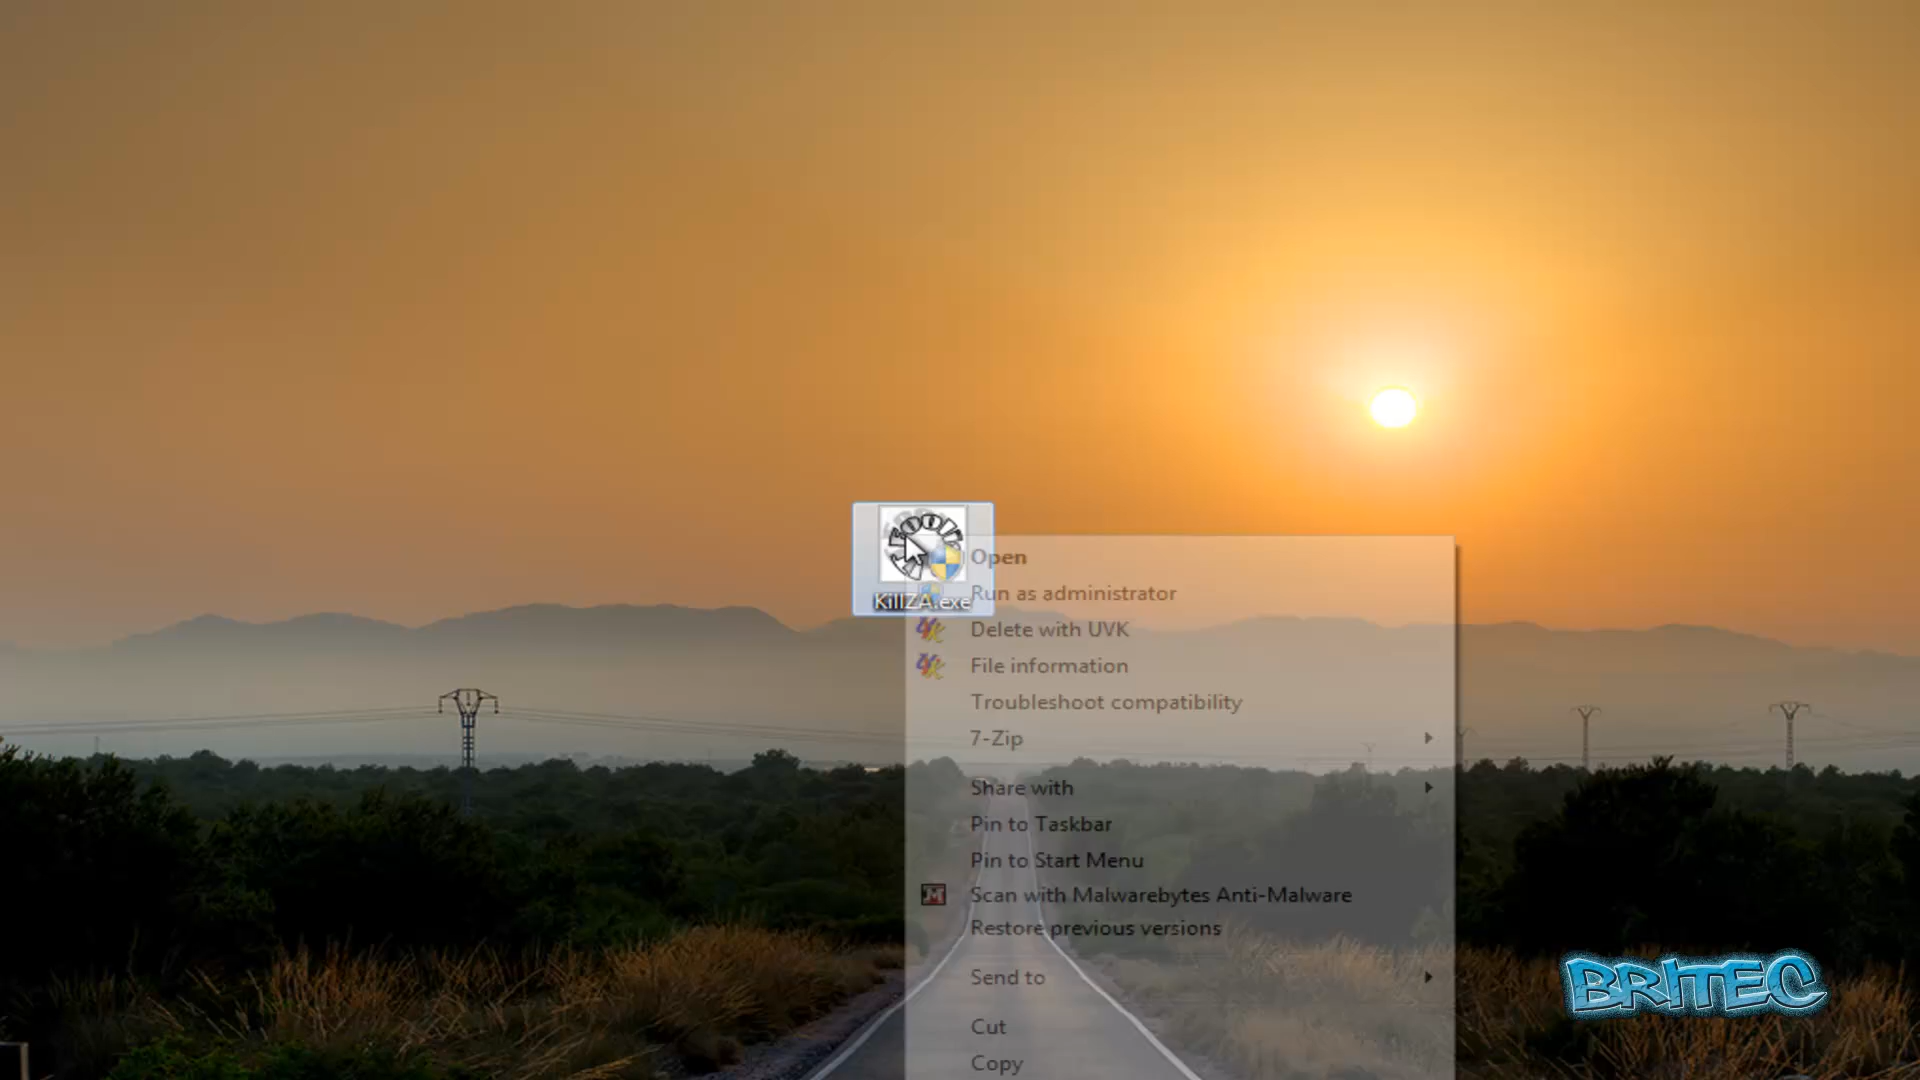 KillZA.exe
Open
Run as administrator
Delete with UVK
File information
Troubleshoot compatibility
7-Zip
Share with
Pin to Taskbar
Pin to Start Menu
Scan with Malwarebytes Anti-Malware
Restore previous versions
Send to
Cut
Copy
BRITEC